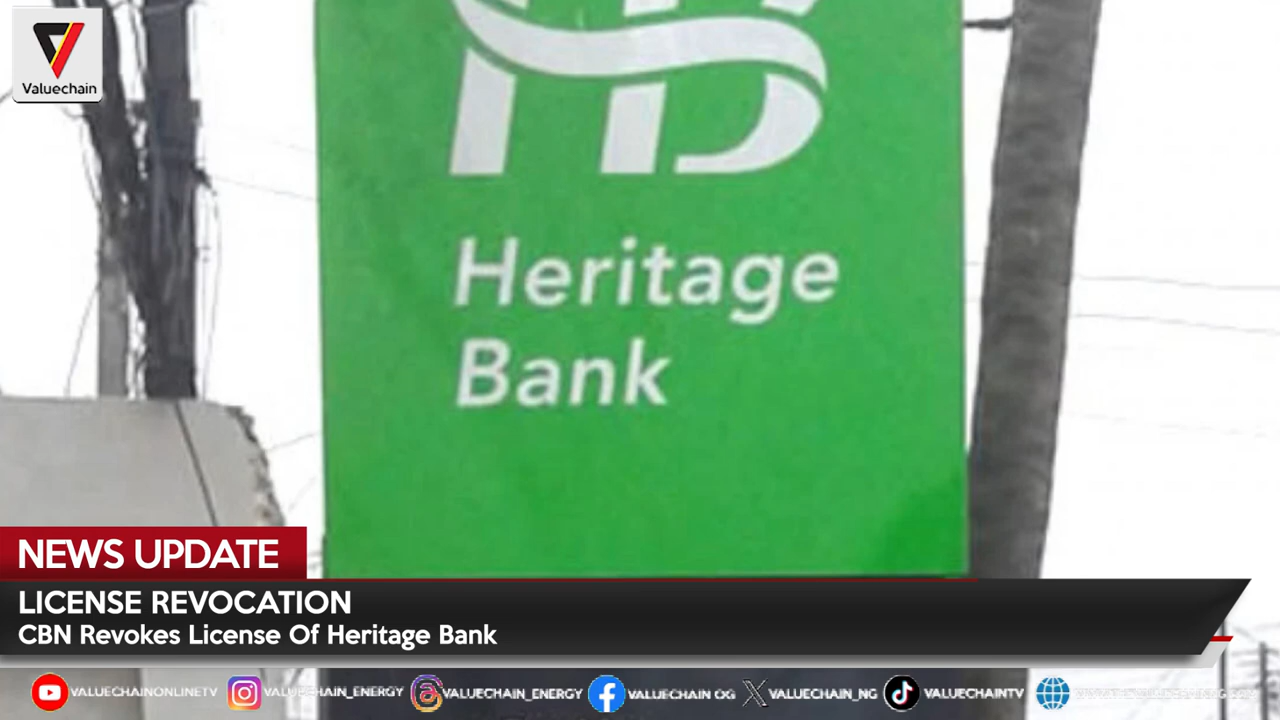 Valuechain
HB
Heritage
Bank
NEWS UPDATE
LICENSE REVOCATION
CBN Revokes License Of Heritage Bank
VALUECHAINONLINETV
VALUECHAIN_ENERGY
VALUECHAIN_ENERGY
VALUECHAIN OG
VALUECHAIN_NG
VALUECHAINTV